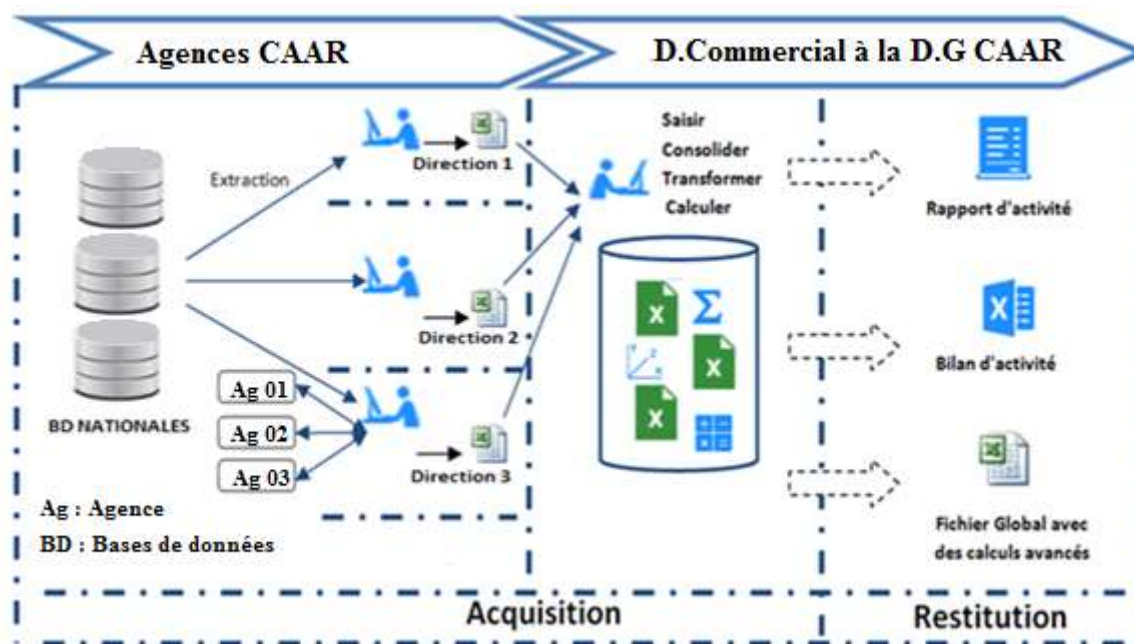 Agences CAAR
D.Commercial à la D.G CAAR
Extraction
Direction 1
Direction 2
Direction 3
BD NATIONALES
Ag 01
Ag 02
Ag 03
Ag : Agence
BD : Bases de données
Saisir
Consolider
Transformer
Calculer
Rapport d'activité
Bilan d'activité
Fichier Global avec
des calculs avancés
Acquisition
Restitution